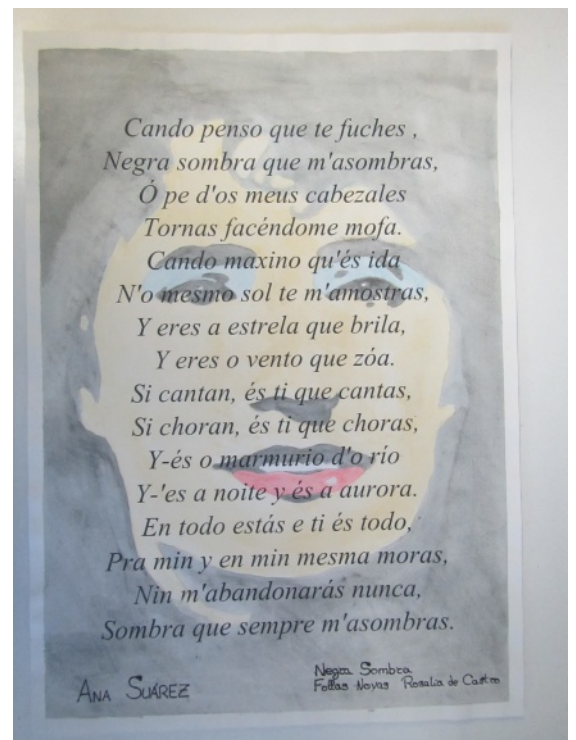 Cando penso que te fuches ,
Negra sombra que m'asombras,
Ó pe d'os meus cabezales
Tornas facéndome mofa.
Cando maxino qu'és ida
N'o mesmo sol te m'amostras,
Y eres a estrela que brila,
Y eres o vento que zóa.
Si cantan, és ti que cantas,
Si choran, és ti que choras,
Y-és o marmurio d'o río
Y-'es a noite y és a aurora.
En todo estás e ti és todo,
Pra min y en min mesma moras,
Nin m'abandonarás nunca,
Sombra que sempre m'asombras.
Negra Sombra
Follas Novas Rosalía de Castro
ANA SUÁREZ